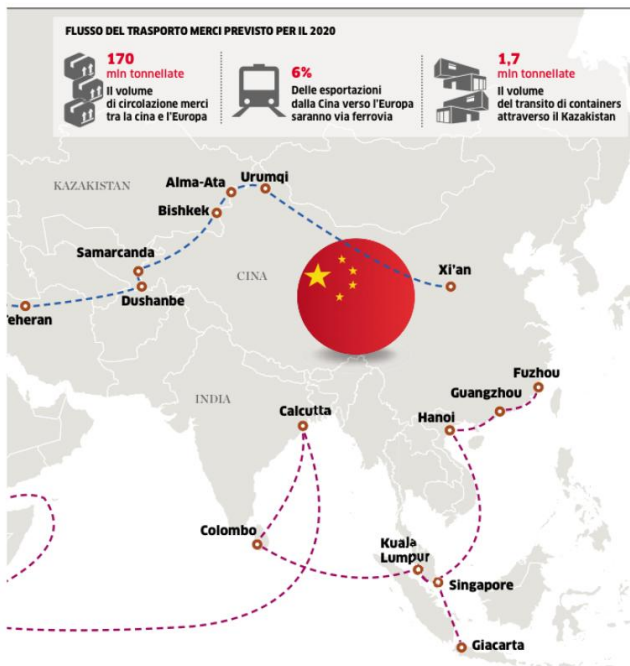 FLUSSO DEL TRASPORTO MERCI PREVISTO PER IL 2020
170
mln tonnellate
Il volume
di circolazione merci
tra la cina e l'Europa
6%
Delle esportazioni
dalla Cina verso l'Europa
saranno via ferrovia
1,7
mln tonnellate
Il volume
del transito di containers
attraverso il Kazakistan
KAZAKISTAN
Alma-Ata
Urumqi
Bishkek
Samarcanda
CINA
Xi'an
Dushanbe
Teheran
Fuzhou
INDIA
Guangzhou
Calcutta
Hanoi
Colombo
Kuala
Lumpur
Singapore
Giacarta